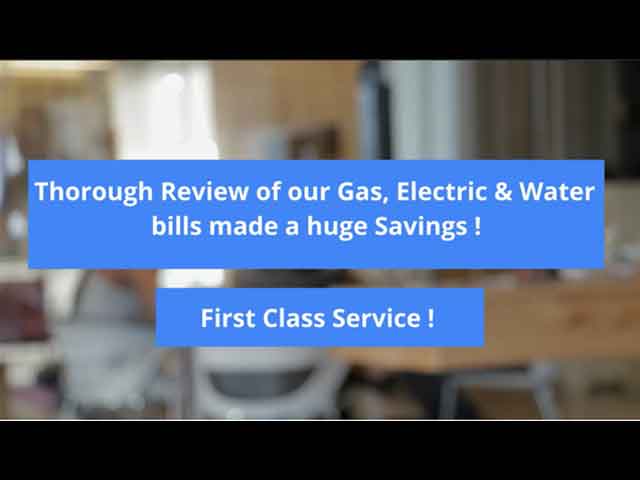 Thorough Review of our Gas, Electric & Water
bills made a huge Savings !
First Class Service !